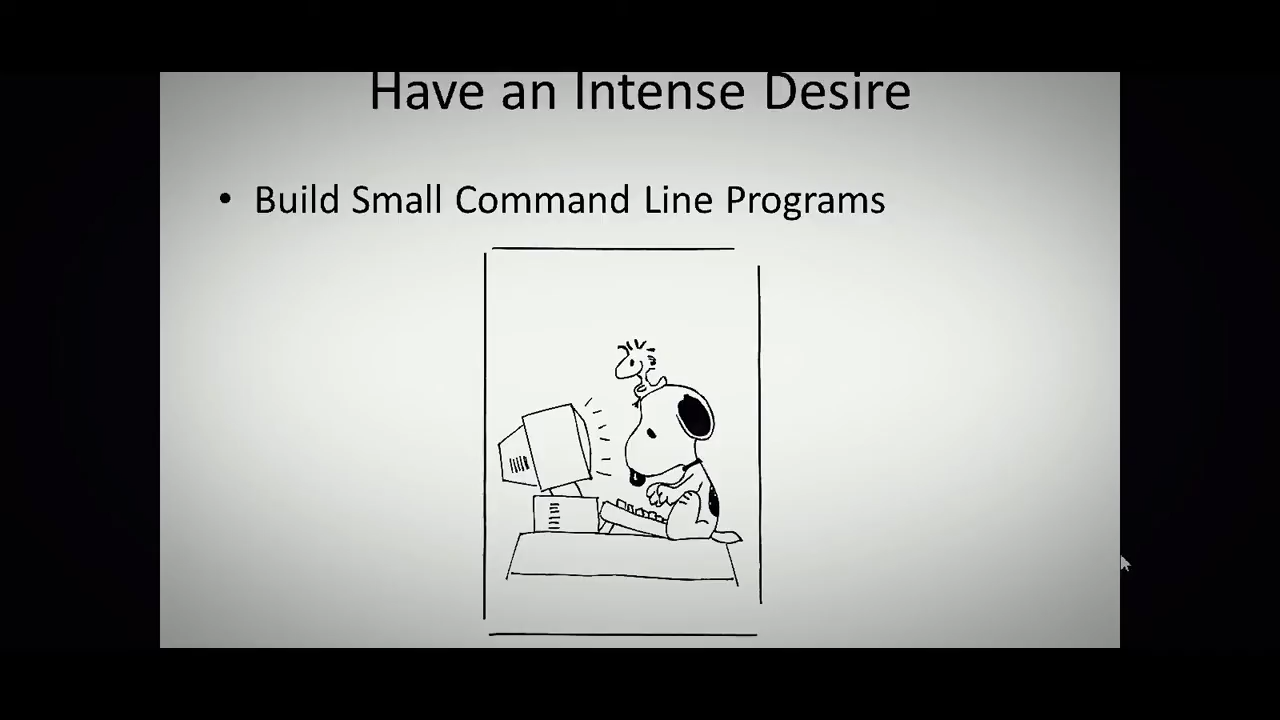 Have an Intense Desire
• Build Small Command Line Programs